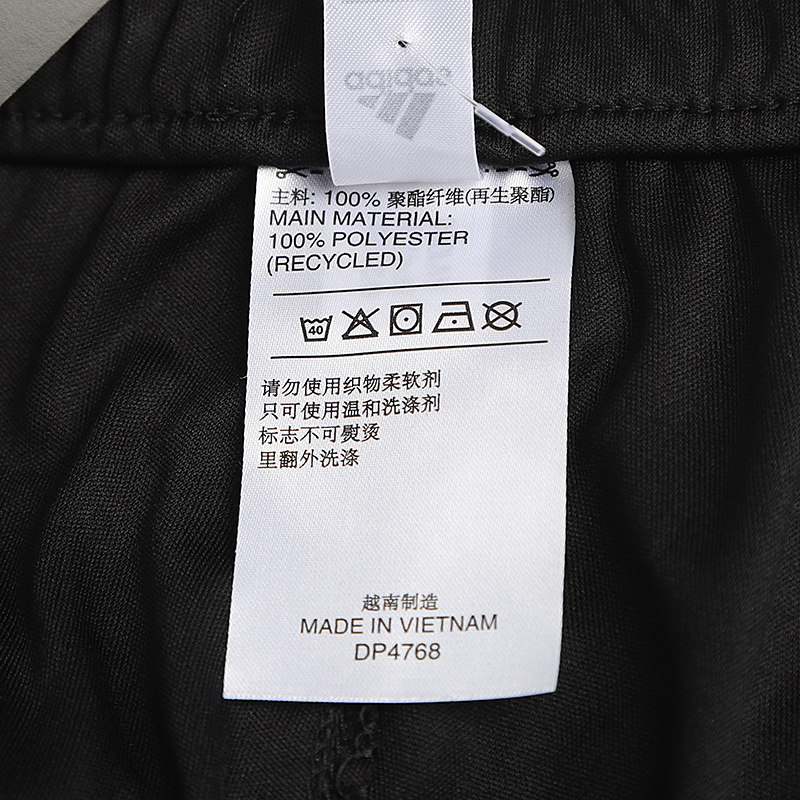 adidas
主料: 100% 聚酯纤维(再生聚酯)
MAIN MATERIAL:
100% POLYESTER
(RECYCLED)
40
请勿使用织物柔软剂
只可使用温和洗涤剂
标志不可熨烫
里翻外洗涤
越南制造
MADE IN VIETNAM
DP4768